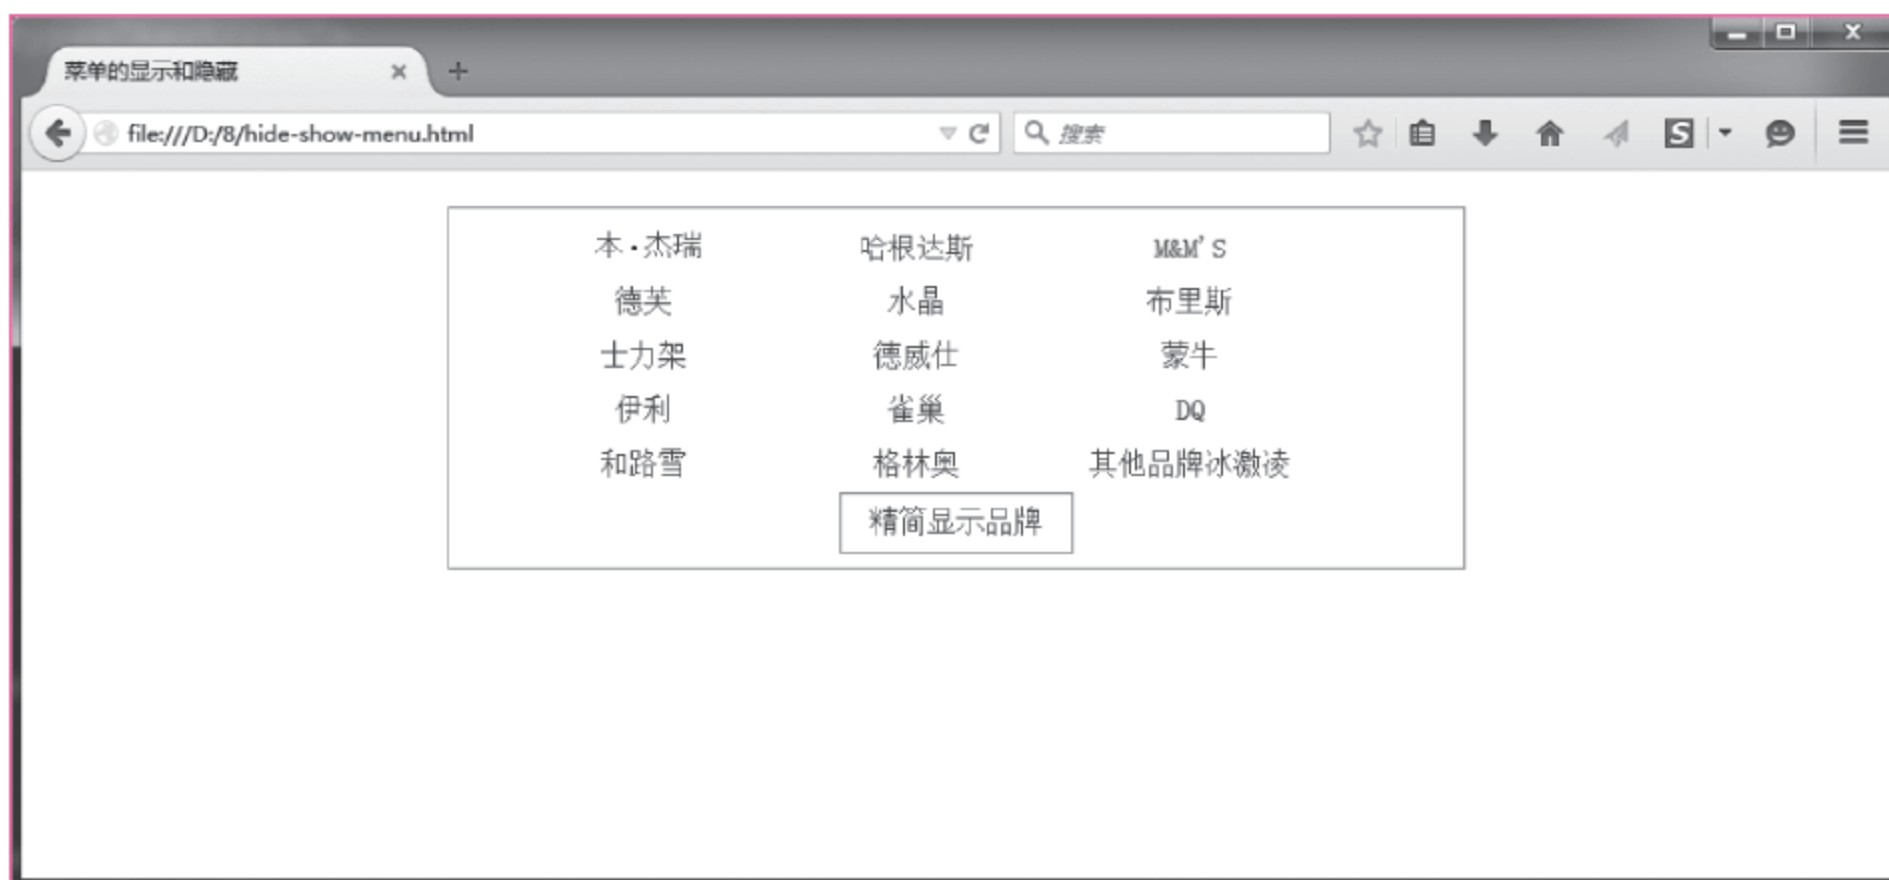 菜单的显示和隐藏
file:///D:/8/hide-show-menu.html 搜索
本·杰瑞 哈根达斯 M&M'S
德芙 水晶 布里斯
士力架 德威仕 蒙牛
伊利 雀巢 DQ
和路雪 格林奥 其他品牌冰激凌
精简显示品牌